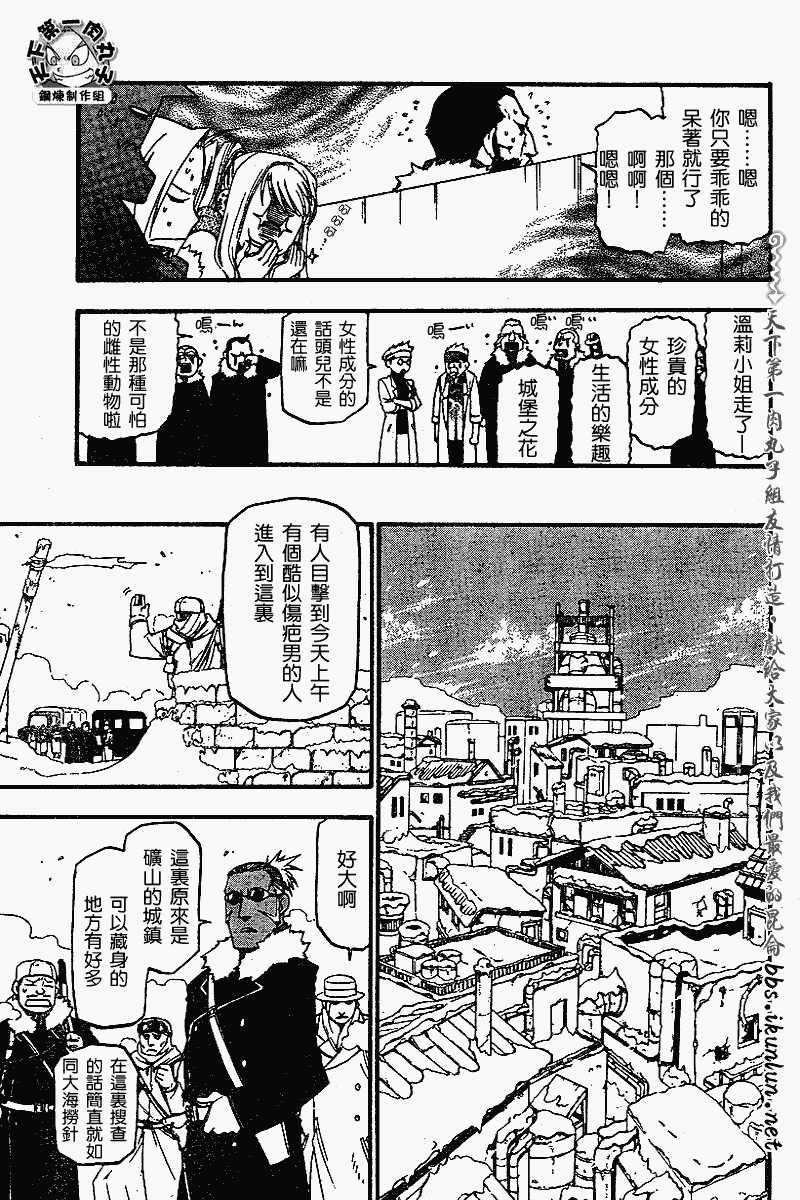 天下第一肉丸子
鋼煉制作組
嗯……嗯
你只要乖乖的
呆著就行了
那個……
啊啊！
嗯嗯！
溫莉小姐走了—
珍貴的
女性成分
生活的樂趣
城堡之花
嗚
嗚
嗚
嗚
女性成分的
話頭兒不是
還在嘛
不是那種可怕
的雌性動物啦
有人目擊到今天上午
有個酷似傷疤男的人
進入到這裏
好大啊
這裏原來是
礦山的城鎮
可以藏身的
地方有好多
在這裏搜查
的話簡直就如
同大海撈針
天下第一肉丸子組友情打造
獻給大家以及我們最愛的昆侖
bbs.ikunlun.net